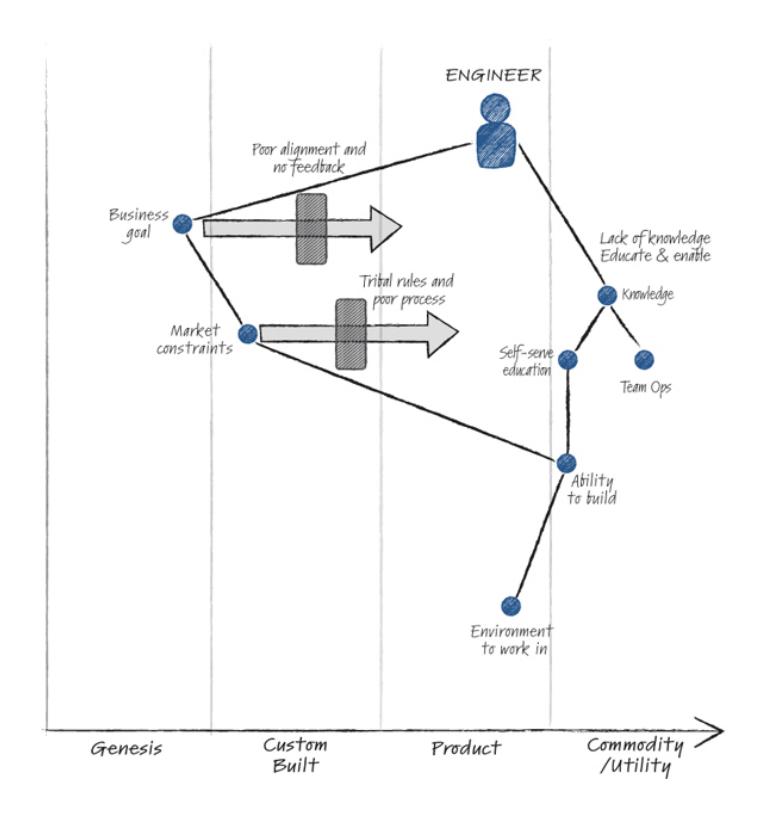 ENGINEER
Poor alignment and
no feedback
Business
goal
Lack of knowledge
Educate & enable
Knowledge
Tribal rules and
poor process
Market
constraints
Self-serve
education
Team Ops
Ability
to build
Environment
to work in
Genesis
Custom
Built
Product
Commodity
/Utility